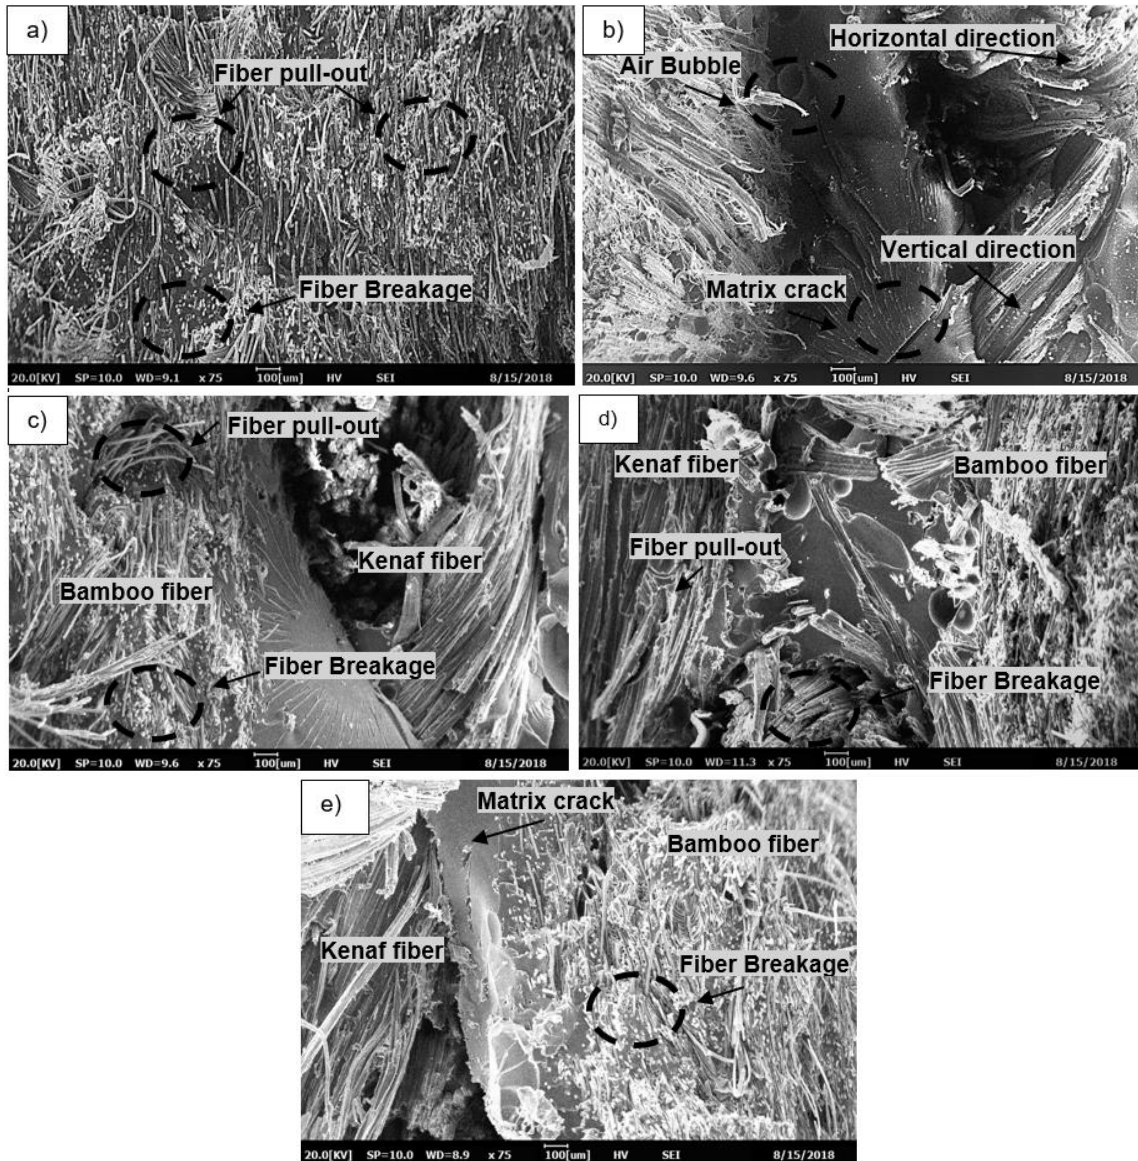 a)
Fiber pull-out
Fiber Breakage
20.0[KV] SP=10.0 WD=9.1 x 75 100[um] HV SEI 8/15/2018
b)
Horizontal direction
Air Bubble
Vertical direction
Matrix crack
20.0[KV] SP=10.0 WD=9.6 x 75 100[um] HV SEI 8/15/2018
c)
Fiber pull-out
Kenaf fiber
Bamboo fiber
Fiber Breakage
20.0[KV] SP=10.0 WD=9.6 x 75 100[um] HV SEI 8/15/2018
d)
Kenaf fiber
Bamboo fiber
Fiber pull-out
Fiber Breakage
20.0[KV] SP=10.0 WD=11.3 x 75 100[um] HV SEI 8/15/2018
e)
Matrix crack
Bamboo fiber
Kenaf fiber
Fiber Breakage
20.0[KV] SP=10.0 WD=8.9 x 75 100[um] HV SEI 8/15/2018